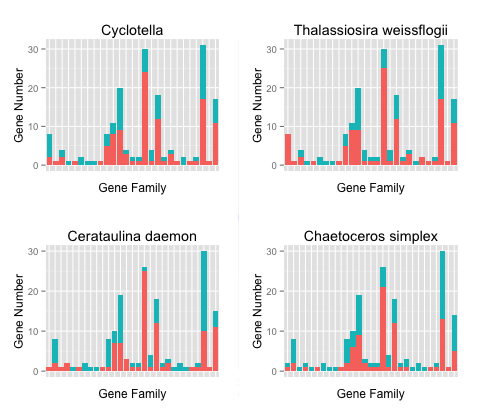 Cyclotella
Thalassiosira weissflogii
30
20
10
0
Gene Number
Gene Family
30
20
10
0
Gene Number
Gene Family
Cerataulina daemon
Chaetoceros simplex
30
20
10
0
Gene Number
Gene Family
30
20
10
0
Gene Number
Gene Family